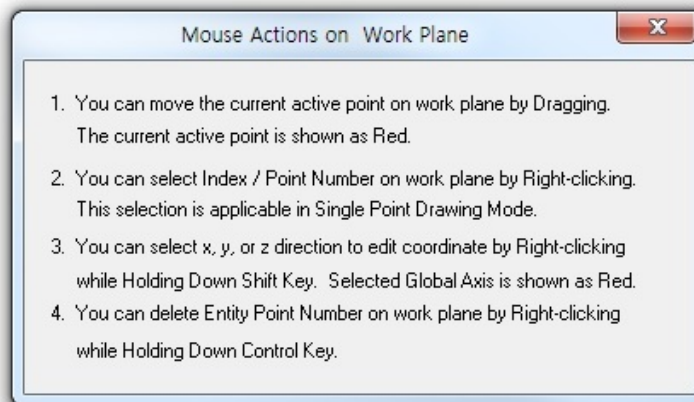 Mouse Actions on Work Plane
1. You can move the current active point on work plane by Dragging.
The current active point is shown as Red.
2. You can select Index / Point Number on work plane by Right-clicking.
This selection is applicable in Single Point Drawing Mode.
3. You can select x, y, or z direction to edit coordinate by Right-clicking
while Holding Down Shift Key. Selected Global Axis is shown as Red.
4. You can delete Entity Point Number on work plane by Right-clicking
while Holding Down Control Key.